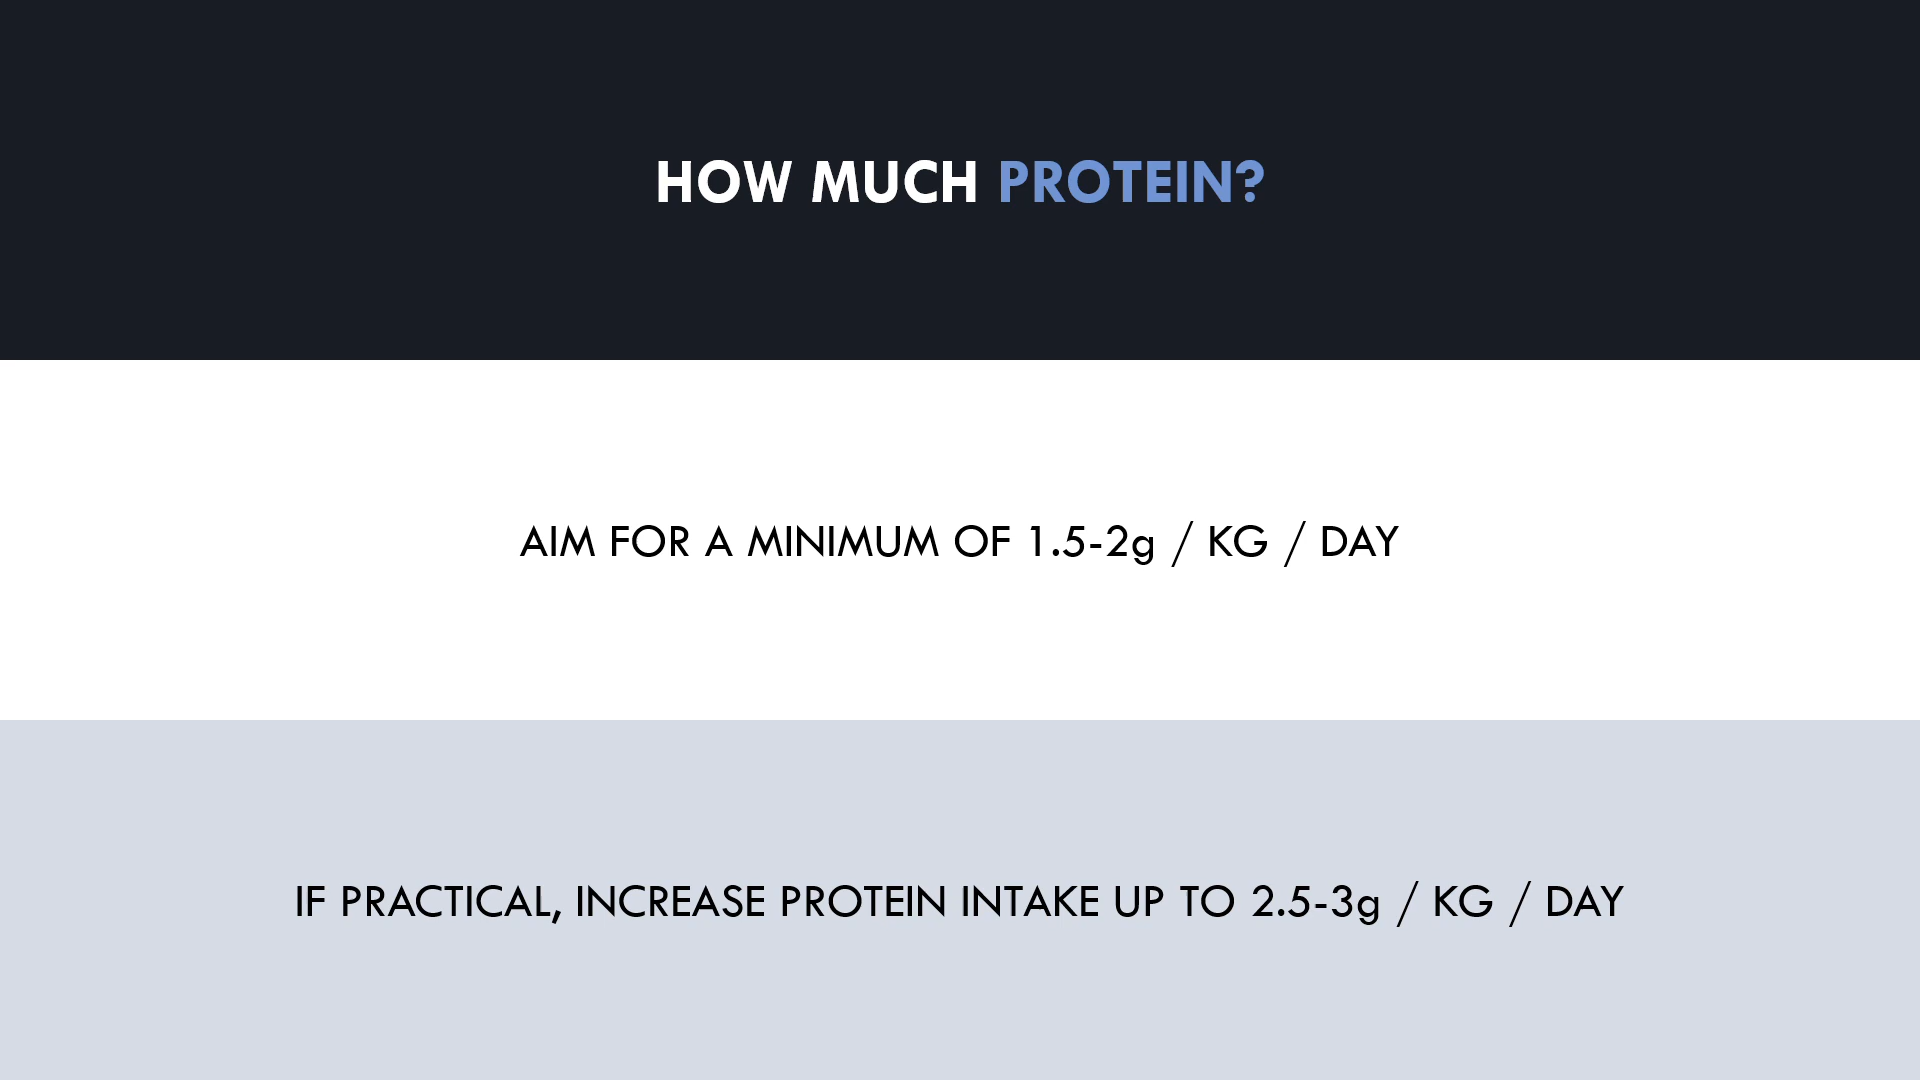 HOW MUCH PROTEIN?
AIM FOR A MINIMUM OF 1.5-2g / KG / DAY
IF PRACTICAL, INCREASE PROTEIN INTAKE UP TO 2.5-3g / KG / DAY